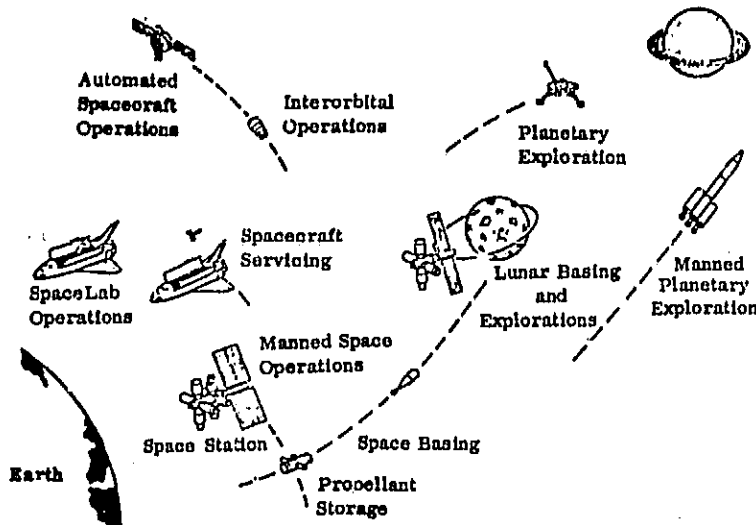 Automated
Spacecraft
Operations
Interorbital
Operations
Planetary
Exploration
SpaceLab
Operations
Spacecraft
Servicing
Lunar Basing
and
Explorations
Manned
Planetary
Exploration
Manned Space
Operations
Space Station
Space Basing
Earth
Propellant
Storage